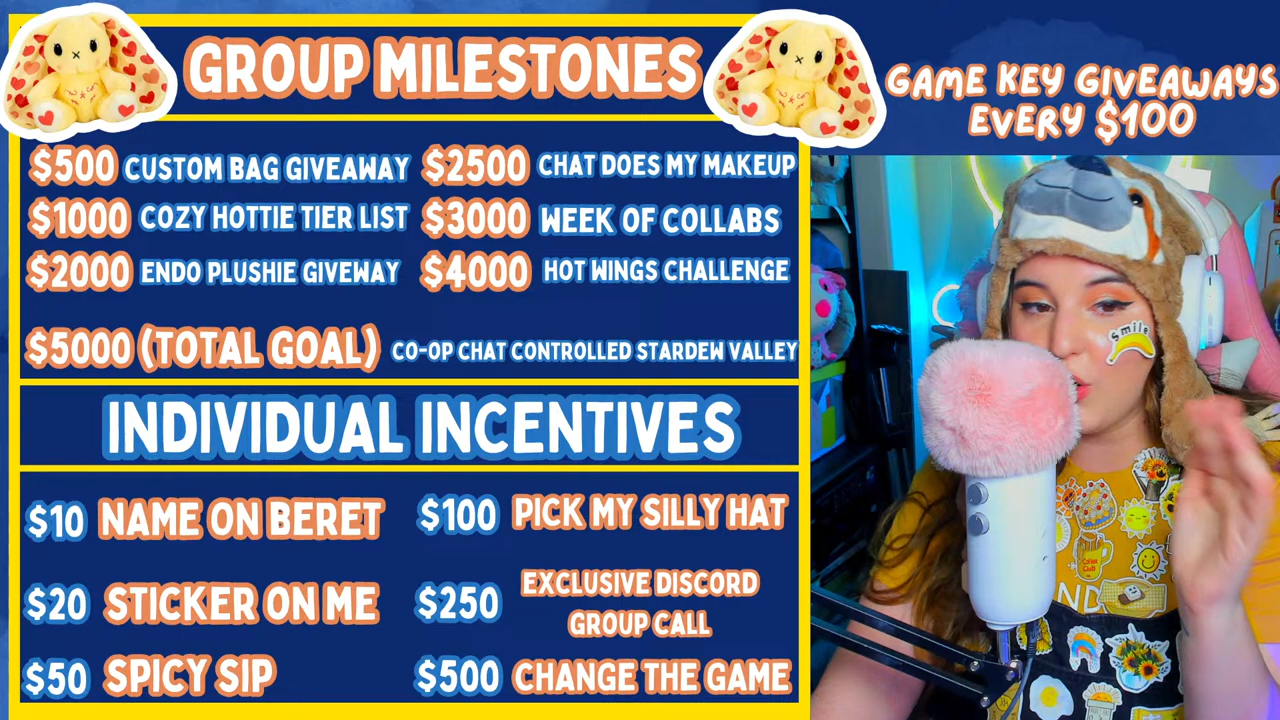 GROUP MILESTONES
GAME KEY GIVEAWAYS
EVERY $100
$500 CUSTOM BAG GIVEAWAY
$2500 CHAT DOES MY MAKEUP
$1000 COZY HOTTIE TIER LIST
$3000 WEEK OF COLLABS
$2000 ENDO PLUSHIE GIVEWAY
$4000 HOT WINGS CHALLENGE
$5000 (TOTAL GOAL) CO-OP CHAT CONTROLLED STARDEW VALLEY
INDIVIDUAL INCENTIVES
$10 NAME ON BERET
$100 PICK MY SILLY HAT
$20 STICKER ON ME
$250 EXCLUSIVE DISCORD
GROUP CALL
$50 SPICY SIP
$500 CHANGE THE GAME
smile